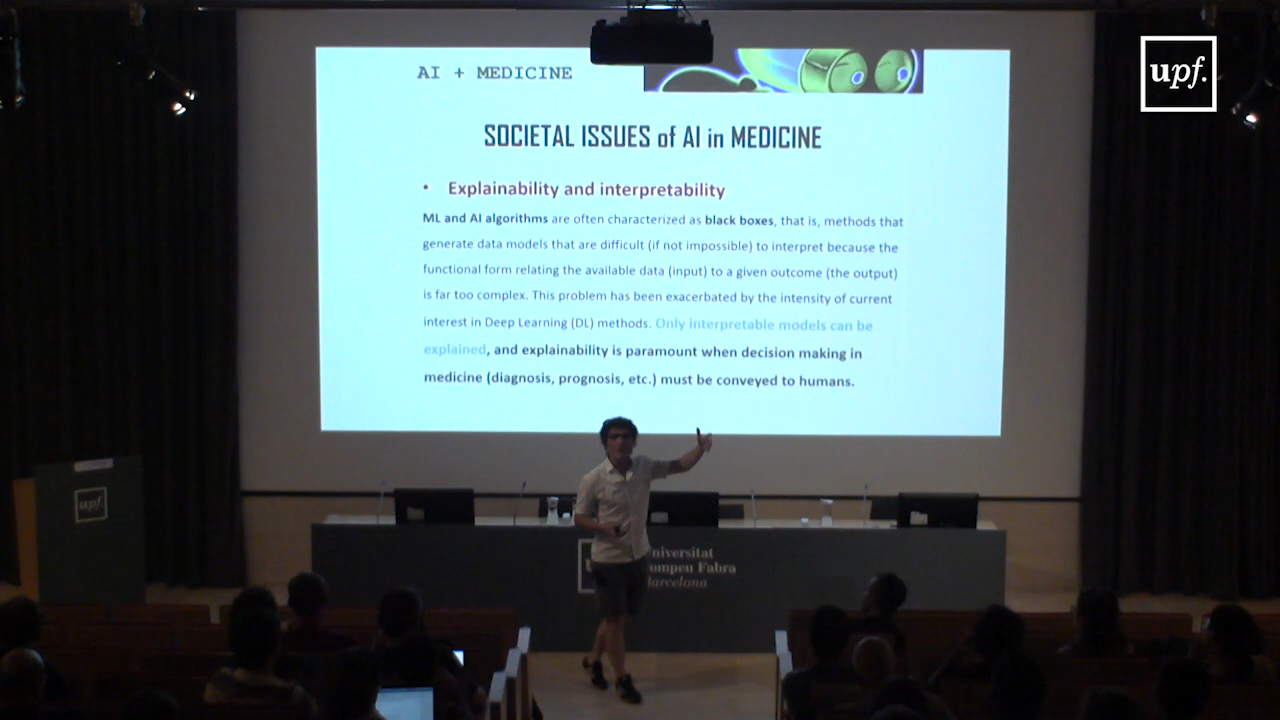 upf.
AI + MEDICINE
SOCIETAL ISSUES of AI in MEDICINE
• Explainability and interpretability
ML and AI algorithms are often characterized as black boxes, that is, methods that
generate data models that are difficult (if not impossible) to interpret because the
functional form relating the available data (input) to a given outcome (the output)
is far too complex. This problem has been exacerbated by the intensity of current
interest in Deep Learning (DL) methods. Only interpretable models can be
explained, and explainability is paramount when decision making in
medicine (diagnosis, prognosis, etc.) must be conveyed to humans.
upf.
niversitat
ompeu Fabra
arcelona